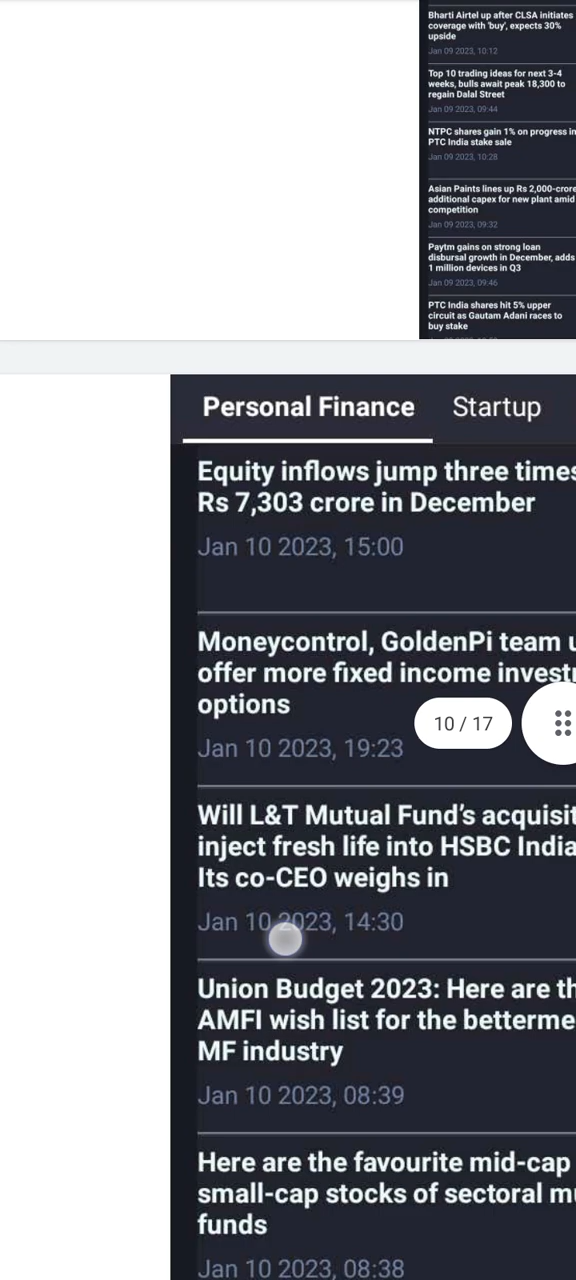 Bharti Airtel up after CLSA initiates
coverage with 'buy', expects 30%
upside
Jan 09 2023, 10:12
Top 10 trading ideas for next 3-4
weeks, bulls await peak 18,300 to
regain Dalal Street
Jan 09 2023, 09:44
NTPC shares gain 1% on progress in
PTC India stake sale
Jan 09 2023, 10:28
Asian Paints lines up Rs 2,000-crore
additional capex for new plant amid
competition
Jan 09 2023, 09:32
Paytm gains on strong loan
disbursal growth in December, adds
1 million devices in Q3
Jan 09 2023, 09:46
PTC India shares hit 5% upper
circuit as Gautam Adani races to
buy stake
Personal Finance Startup
Equity inflows jump three times
Rs 7,303 crore in December
Jan 10 2023, 15:00
Moneycontrol, GoldenPi team u
offer more fixed income invest
options
10 / 17
Jan 10 2023, 19:23
Will L&T Mutual Fund's acquisit
inject fresh life into HSBC India
Its co-CEO weighs in
Jan 10 2023, 14:30
Union Budget 2023: Here are th
AMFI wish list for the betterme
MF industry
Jan 10 2023, 08:39
Here are the favourite mid-cap
small-cap stocks of sectoral mu
funds
Jan 10 2023, 08:38